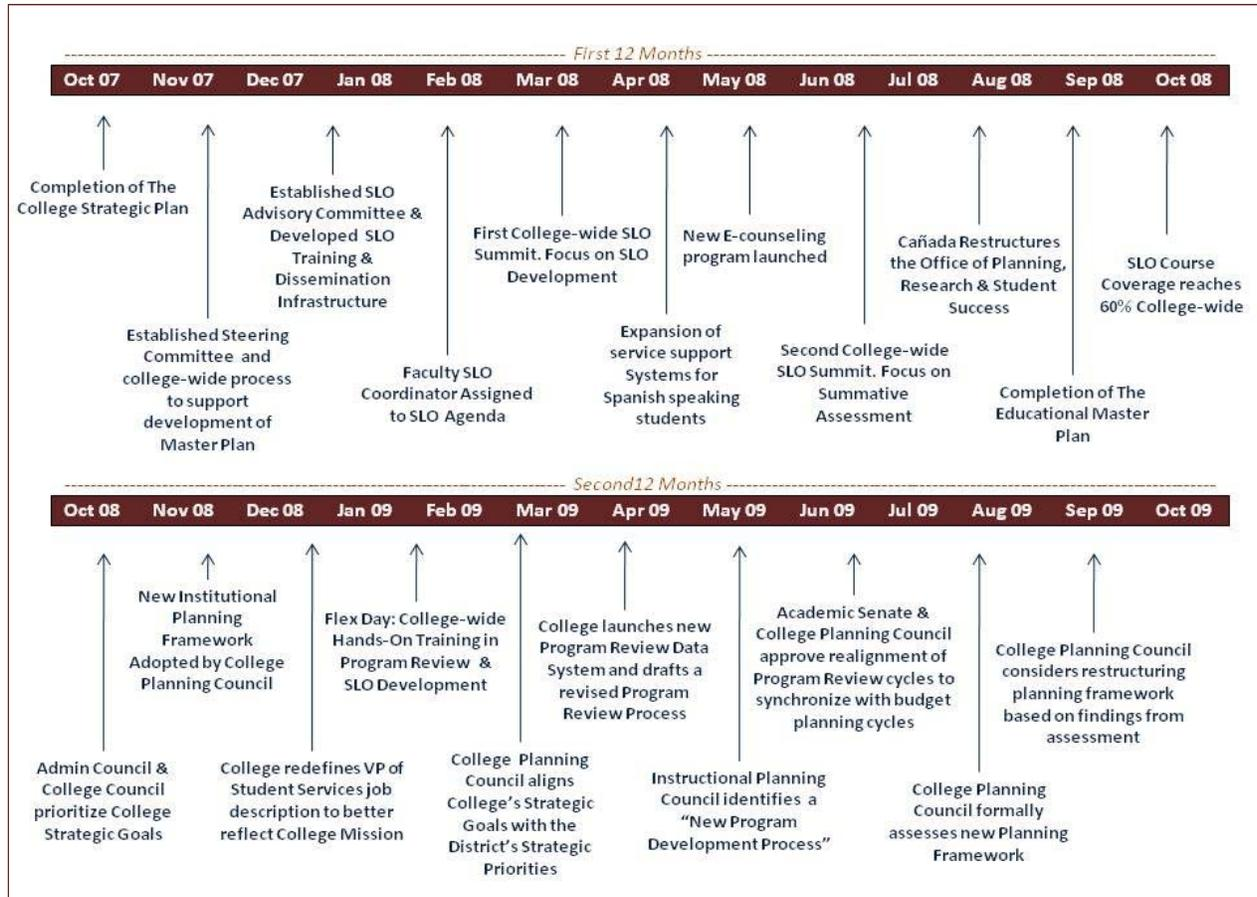 First 12 Months
Oct 07 Nov 07 Dec 07 Jan 08 Feb 08 Mar 08 Apr 08 May 08 Jun 08 Jul 08 Aug 08 Sep 08 Oct 08
Completion of The
College Strategic Plan
Established Steering
Committee and
college-wide process
to support
development of
Master Plan
Established SLO
Advisory Committee &
Developed SLO
Training &
Dissemination
Infrastructure
Faculty SLO
Coordinator Assigned
to SLO Agenda
First College-wide SLO
Summit. Focus on SLO
Development
Expansion of
service support
Systems for
Spanish speaking
students
New E-counseling
program launched
Second College-wide
SLO Summit. Focus on
Summative
Assessment
Cañada Restructures
the Office of Planning,
Research & Student
Success
Completion of The
Educational Master
Plan
SLO Course
Coverage reaches
60% College-wide
Second12 Months
Oct 08 Nov 08 Dec 08 Jan 09 Feb 09 Mar 09 Apr 09 May 09 Jun 09 Jul 09 Aug 09 Sep 09 Oct 09
Admin Council &
College Council
prioritize College
Strategic Goals
New Institutional
Planning
Framework
Adopted by College
Planning Council
College redefines VP of
Student Services job
description to better
reflect College Mission
Flex Day: College-wide
Hands-On Training in
Program Review &
SLO Development
College Planning
Council aligns
College's Strategic
Goals with the
District's Strategic
Priorities
College launches new
Program Review Data
System and drafts a
revised Program
Review Process
Instructional Planning
Council identifies a
"New Program
Development Process"
Academic Senate &
College Planning Council
approve realignment of
Program Review cycles to
synchronize with budget
planning cycles
College Planning
Council formally
assesses new Planning
Framework
College Planning Council
considers restructuring
planning framework
based on findings from
assessment